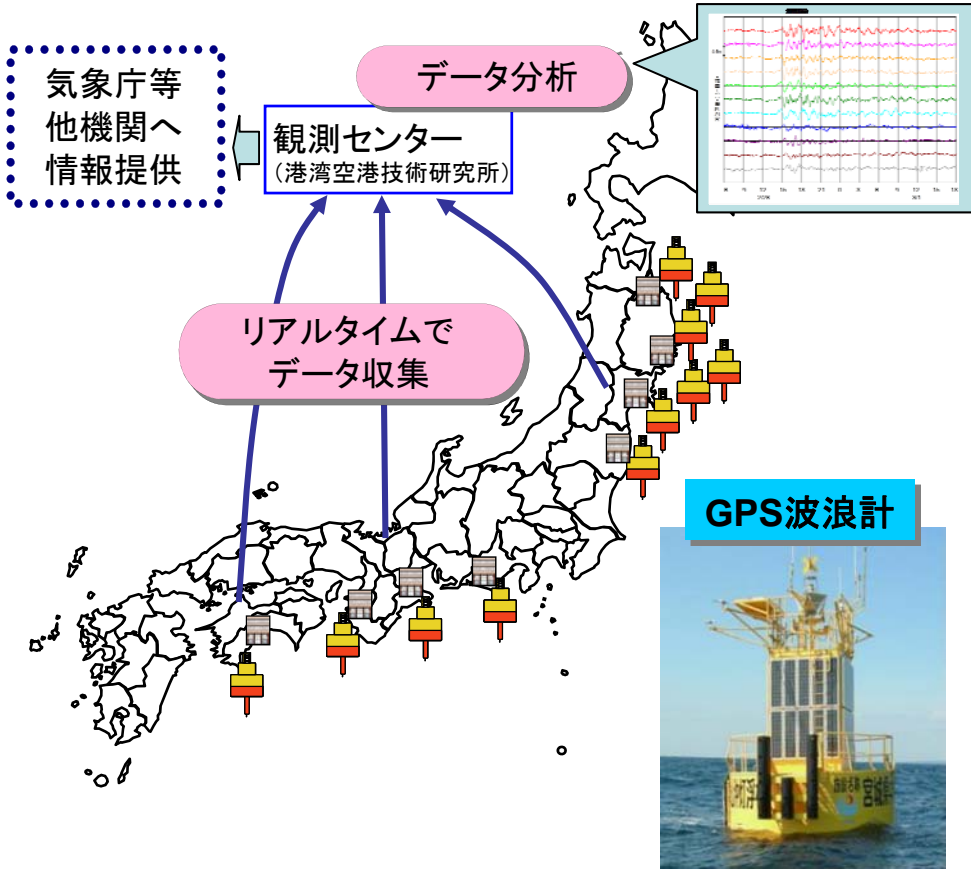 データ分析
気象庁等
他機関へ
情報提供
観測センター
(港湾空港技術研究所)
リアルタイムで
データ収集
GPS波浪計